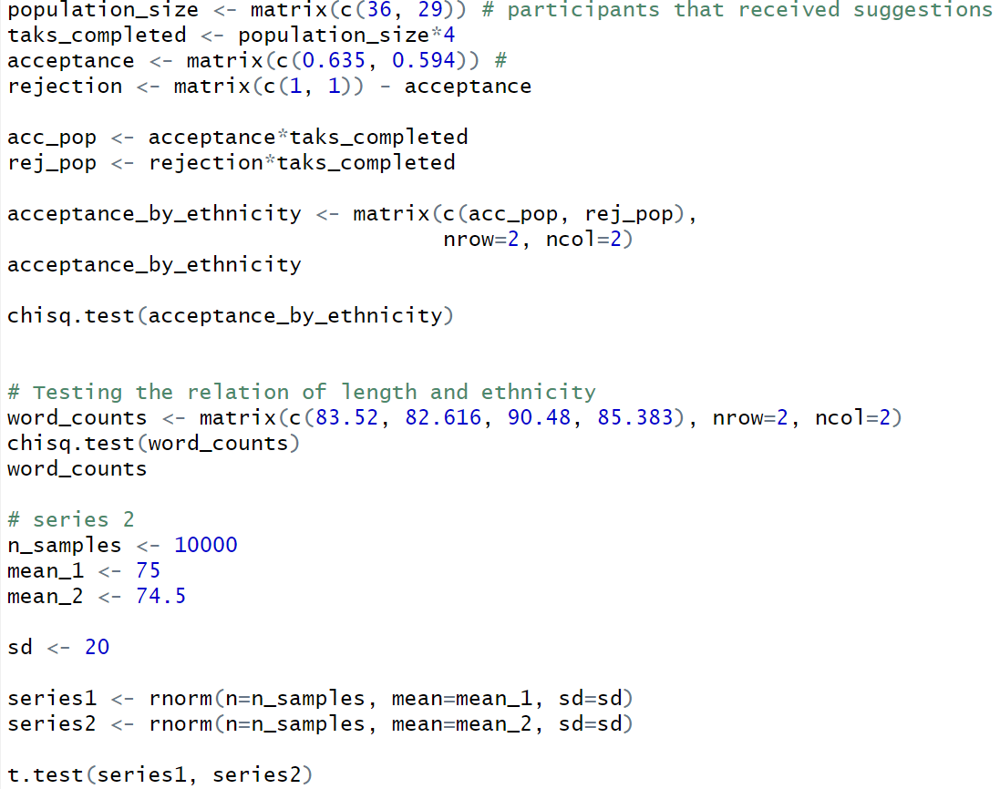 population_size <- matrix(c(36, 29)) # participants that received suggestions
taks_completed <- population_size*4
acceptance <- matrix(c(0.635, 0.594)) #
rejection <- matrix(c(1, 1)) - acceptance
acc_pop <- acceptance*taks_completed
rej_pop <- rejection*taks_completed
acceptance_by_ethnicity <- matrix(c(acc_pop, rej_pop),
nrow=2, ncol=2)
acceptance_by_ethnicity
chisq.test(acceptance_by_ethnicity)
# Testing the relation of length and ethnicity
word_counts <- matrix(c(83.52, 82.616, 90.48, 85.383), nrow=2, ncol=2)
chisq.test(word_counts)
word_counts
# series 2
n_samples <- 10000
mean_1 <- 75
mean_2 <- 74.5
sd <- 20
series1 <- rnorm(n=n_samples, mean=mean_1, sd=sd)
series2 <- rnorm(n=n_samples, mean=mean_2, sd=sd)
t.test(series1, series2)